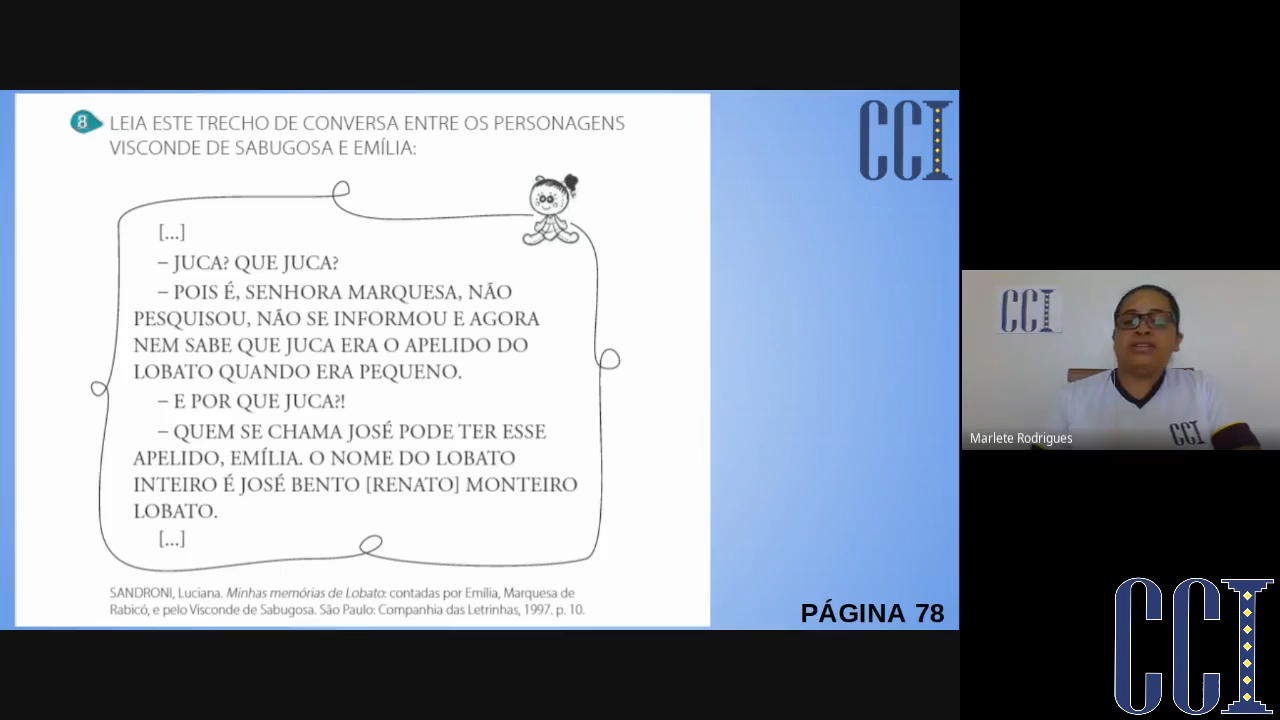 CCI
8 LEIA ESTE TRECHO DE CONVERSA ENTRE OS PERSONAGENS
VISCONDE DE SABUGOSA E EMÍLIA:
[...]
– JUCA? QUE JUCA?
– POIS É, SENHORA MARQUESA, NÃO
PESQUISOU, NÃO SE INFORMOU E AGORA
NEM SABE QUE JUCA ERA O APELIDO DO
LOBATO QUANDO ERA PEQUENO.
– E POR QUE JUCA?!
– QUEM SE CHAMA JOSÉ PODE TER ESSE
APELIDO, EMÍLIA. O NOME DO LOBATO
INTEIRO É JOSÉ BENTO [RENATO] MONTEIRO
LOBATO.
[...]
SANDRONI, Luciana. Minhas memórias de Lobato: contadas por Emília, Marquesa de
Rabicó, e pelo Visconde de Sabugosa. São Paulo: Companhia das Letrinhas, 1997. p. 10.
PÁGINA 78
CCI
CCI
Marlete Rodrigues
CCI